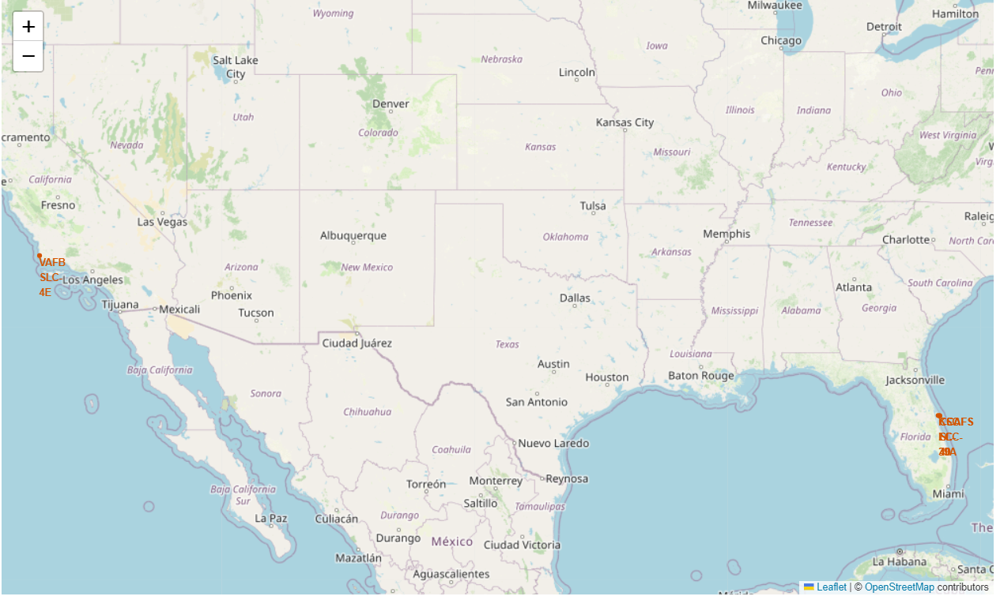 +
−
Wyoming
Milwaukee
Hamilton
Detroit
Chicago
Iowa
Salt Lake
City
Nebraska
Lincoln
Penn
Denver
Ohio
Utah
Illinois
Indiana
Kansas City
Colorado
cramento
Nevada
Kansas
Missouri
West Virginia
Virg
Kentucky
California
e
Fresno
Las Vegas
Tulsa
Raleig
Tennessee
Albuquerque
Oklahoma
Memphis
Charlotte
North Car
Arkansas
VAFB
SLC-
4E
Los Angeles
Arizona
New Mexico
South Carolina
Atlanta
Phoenix
Dallas
Tijuana
Mexicali
Tucson
Mississippi
Alabama
Georgia
Ciudad Juárez
Texas
Louisiana
Baja California
Austin
Houston
Baton Rouge
Jacksonville
Sonora
San Antonio
Chihuahua
Florida
Nuevo Laredo
Coahuila
Torreón
Monterrey
Reynosa
Baja California
Sur
Saltillo
Tamaulipas
Miami
La Paz
Culiacán
Durango
The
Durango
México
Ciudad Victoria
Mazatlán
La Habana
Santa C
Aguascalientes
Leaflet | © OpenStreetMap contributors